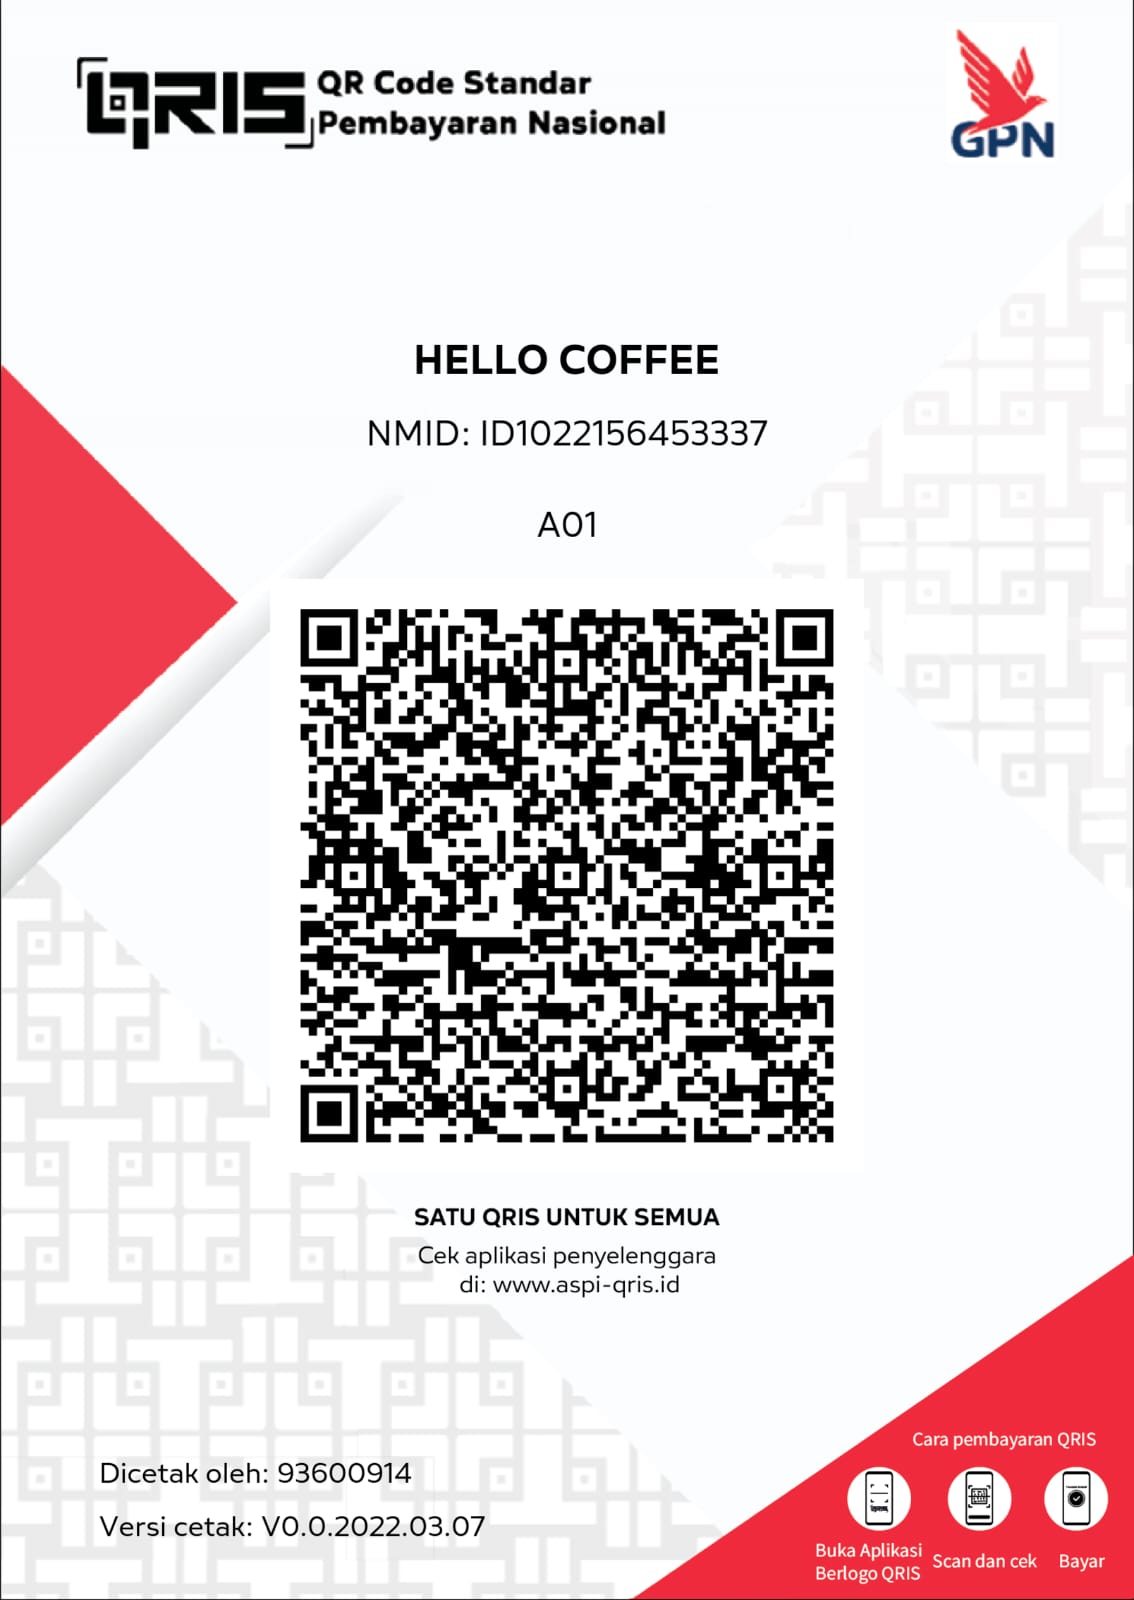 QRIS
QR Code Standar
Pembayaran Nasional
GPN
HELLO COFFEE
NMID: ID1022156453337
A01
SATU QRIS UNTUK SEMUA
Cek aplikasi penyelenggara
di: www.aspi-qris.id
Dicetak oleh: 93600914
Versi cetak: V0.0.2022.03.07
Cara pembayaran QRIS
Buka Aplikasi
Berlogo QRIS
Scan dan cek
Bayar